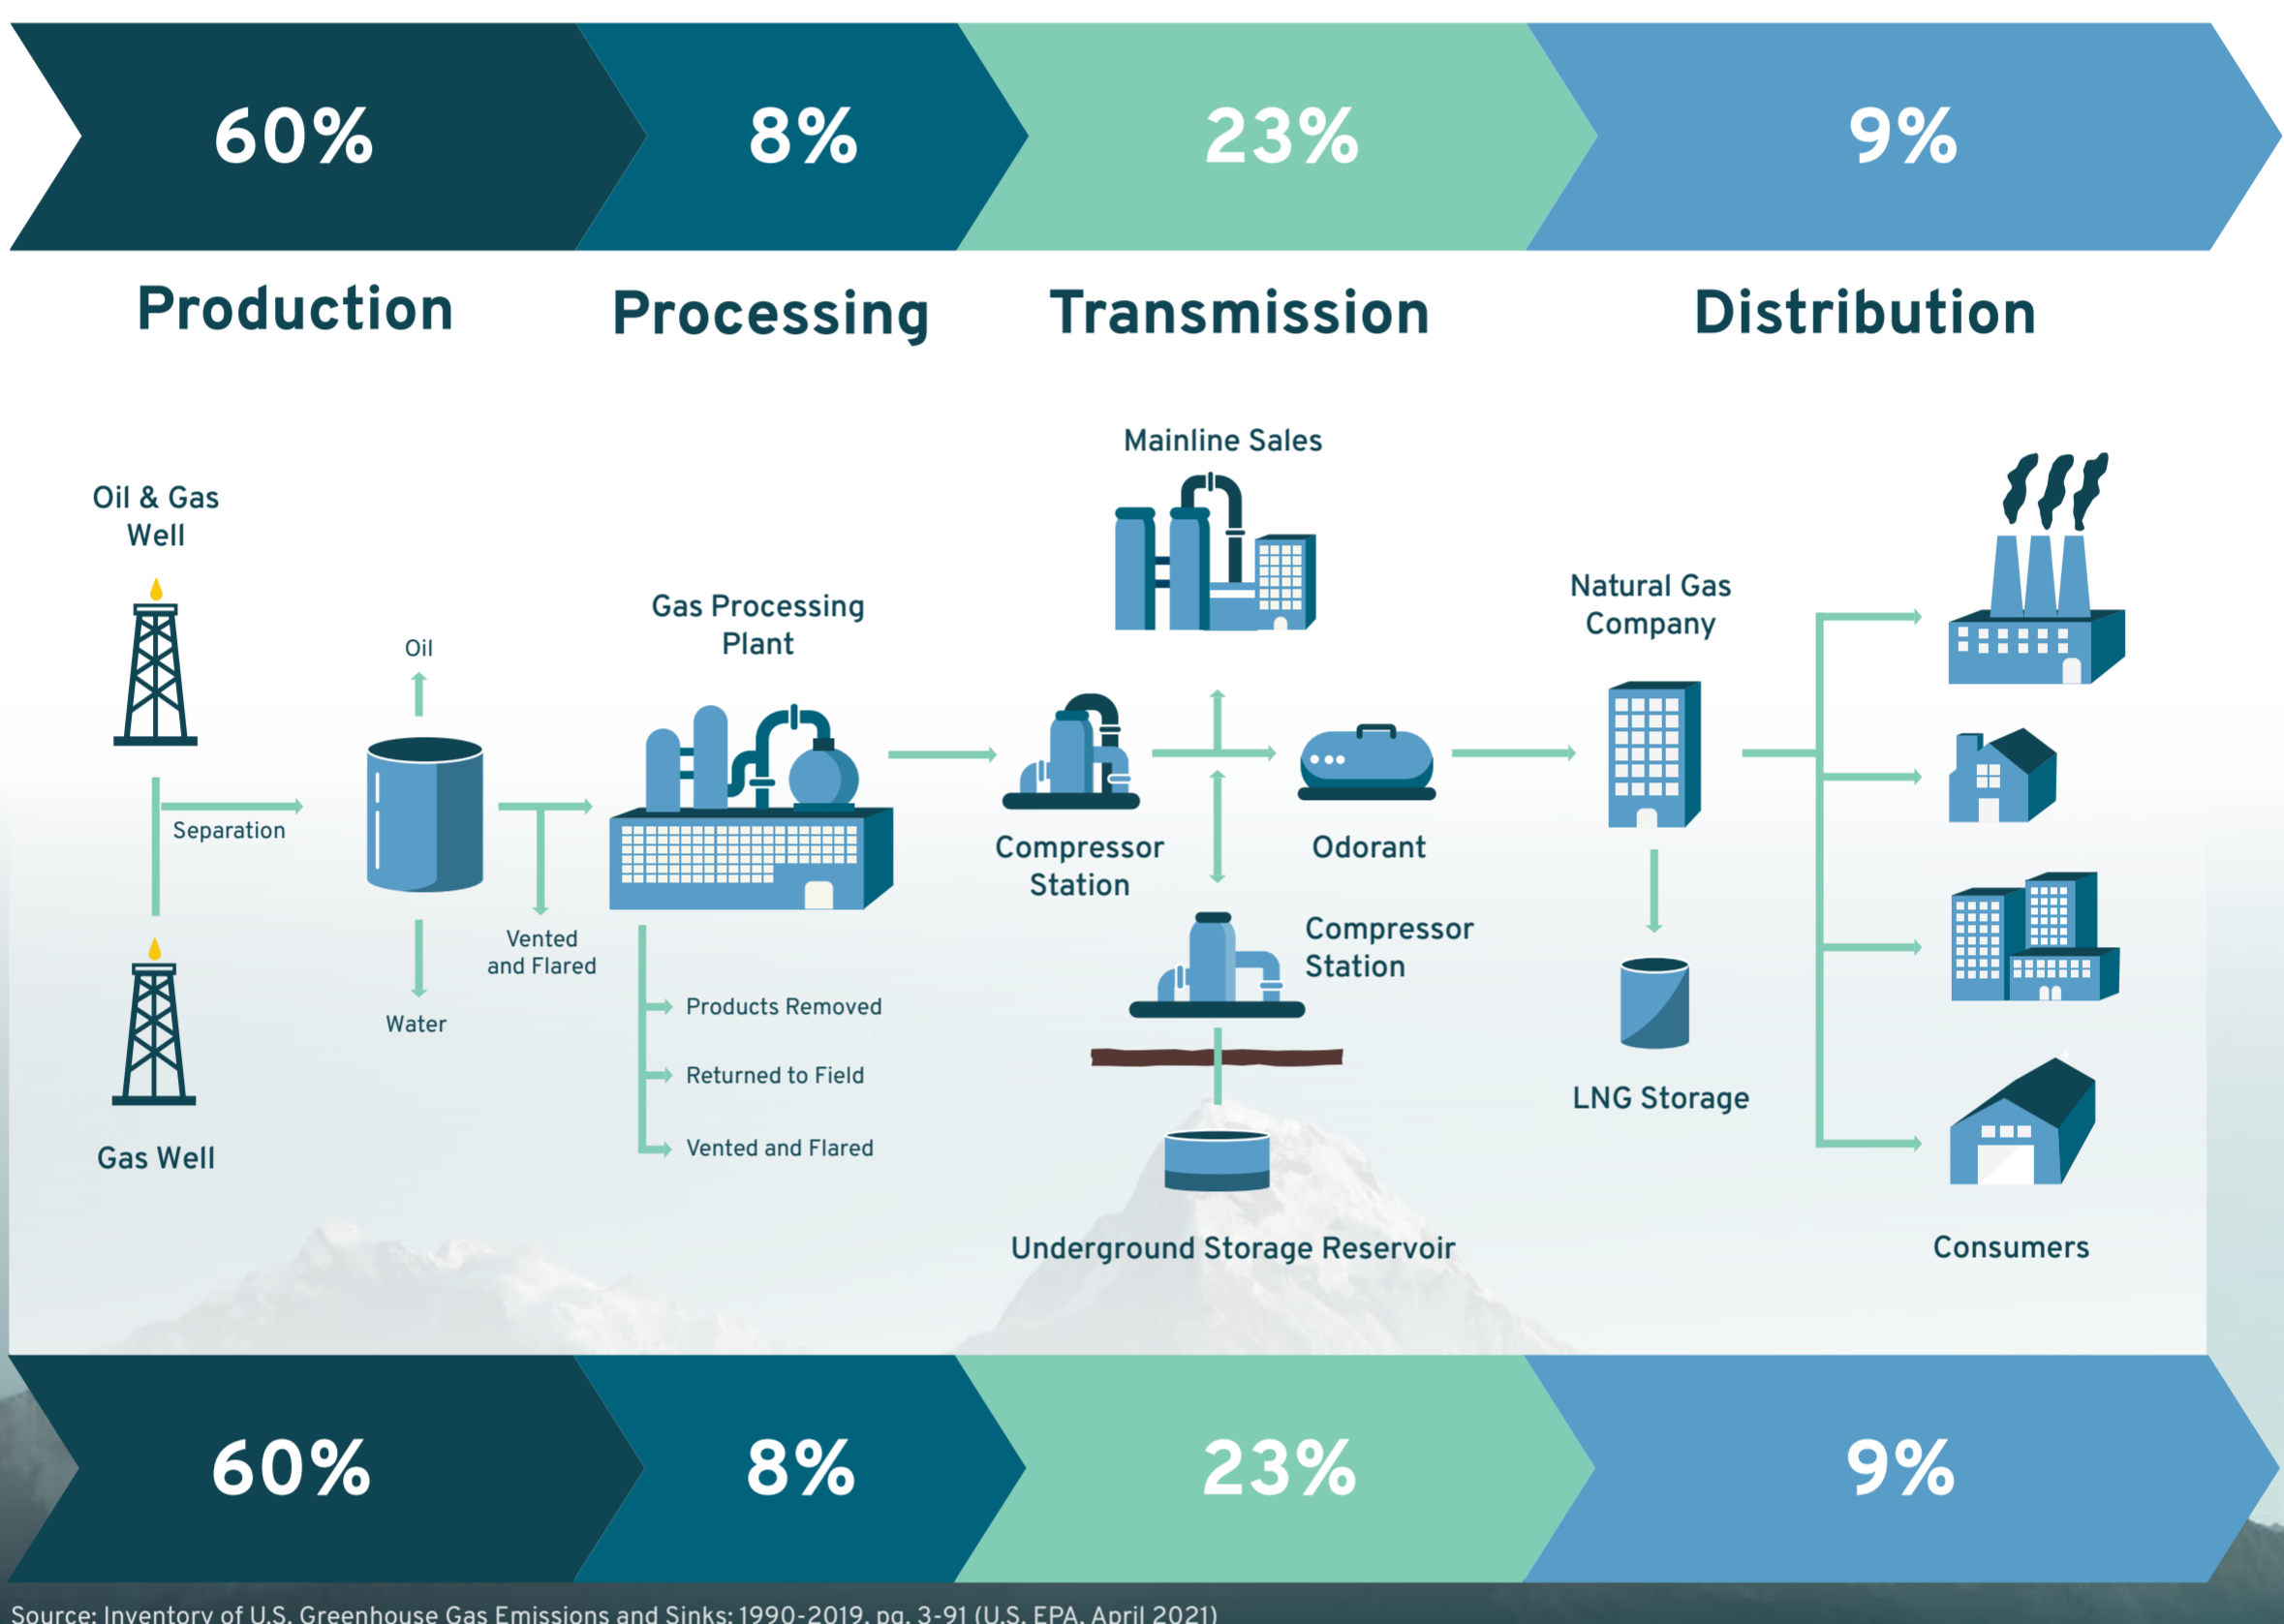 60%
8%
23%
9%
Production
Processing
Transmission
Distribution
Oil & Gas
Well
Separation
Gas Well
Oil
Water
Vented
and Flared
Gas Processing
Plant
Products Removed
Returned to Field
Vented and Flared
Mainline Sales
Compressor
Station
Odorant
Compressor
Station
Underground Storage Reservoir
Natural Gas
Company
LNG Storage
Consumers
60%
8%
23%
9%
Source: Inventory of U.S. Greenhouse Gas Emissions and Sinks: 1990-2019, pg. 3-91 (U.S. EPA, April 2021)